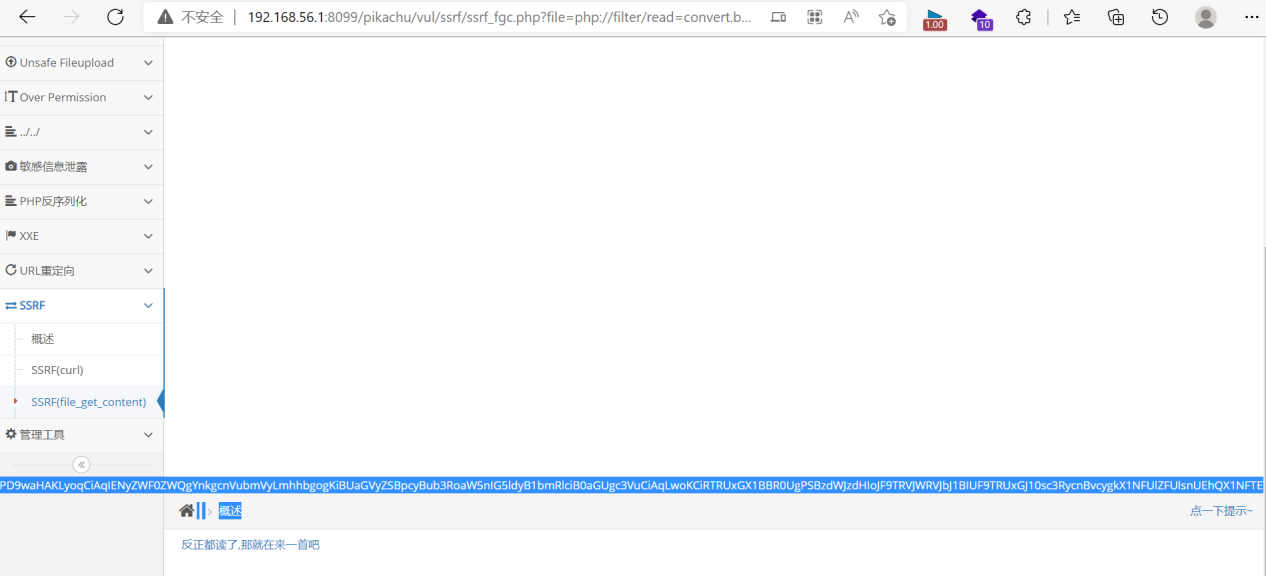 不安全 192.168.56.1:8099/pikachu/vul/ssrf/ssrf_fgc.php?file=php://filter/read=convert.b... 1.00 10
Unsafe Fileupload
Over Permission
../../
敏感信息泄露
PHP反序列化
XXE
URL重定向
SSRF
概述
SSRF(curl)
SSRF(file_get_content)
管理工具
概述 点一下提示~
反正都读了,那就在来一首吧